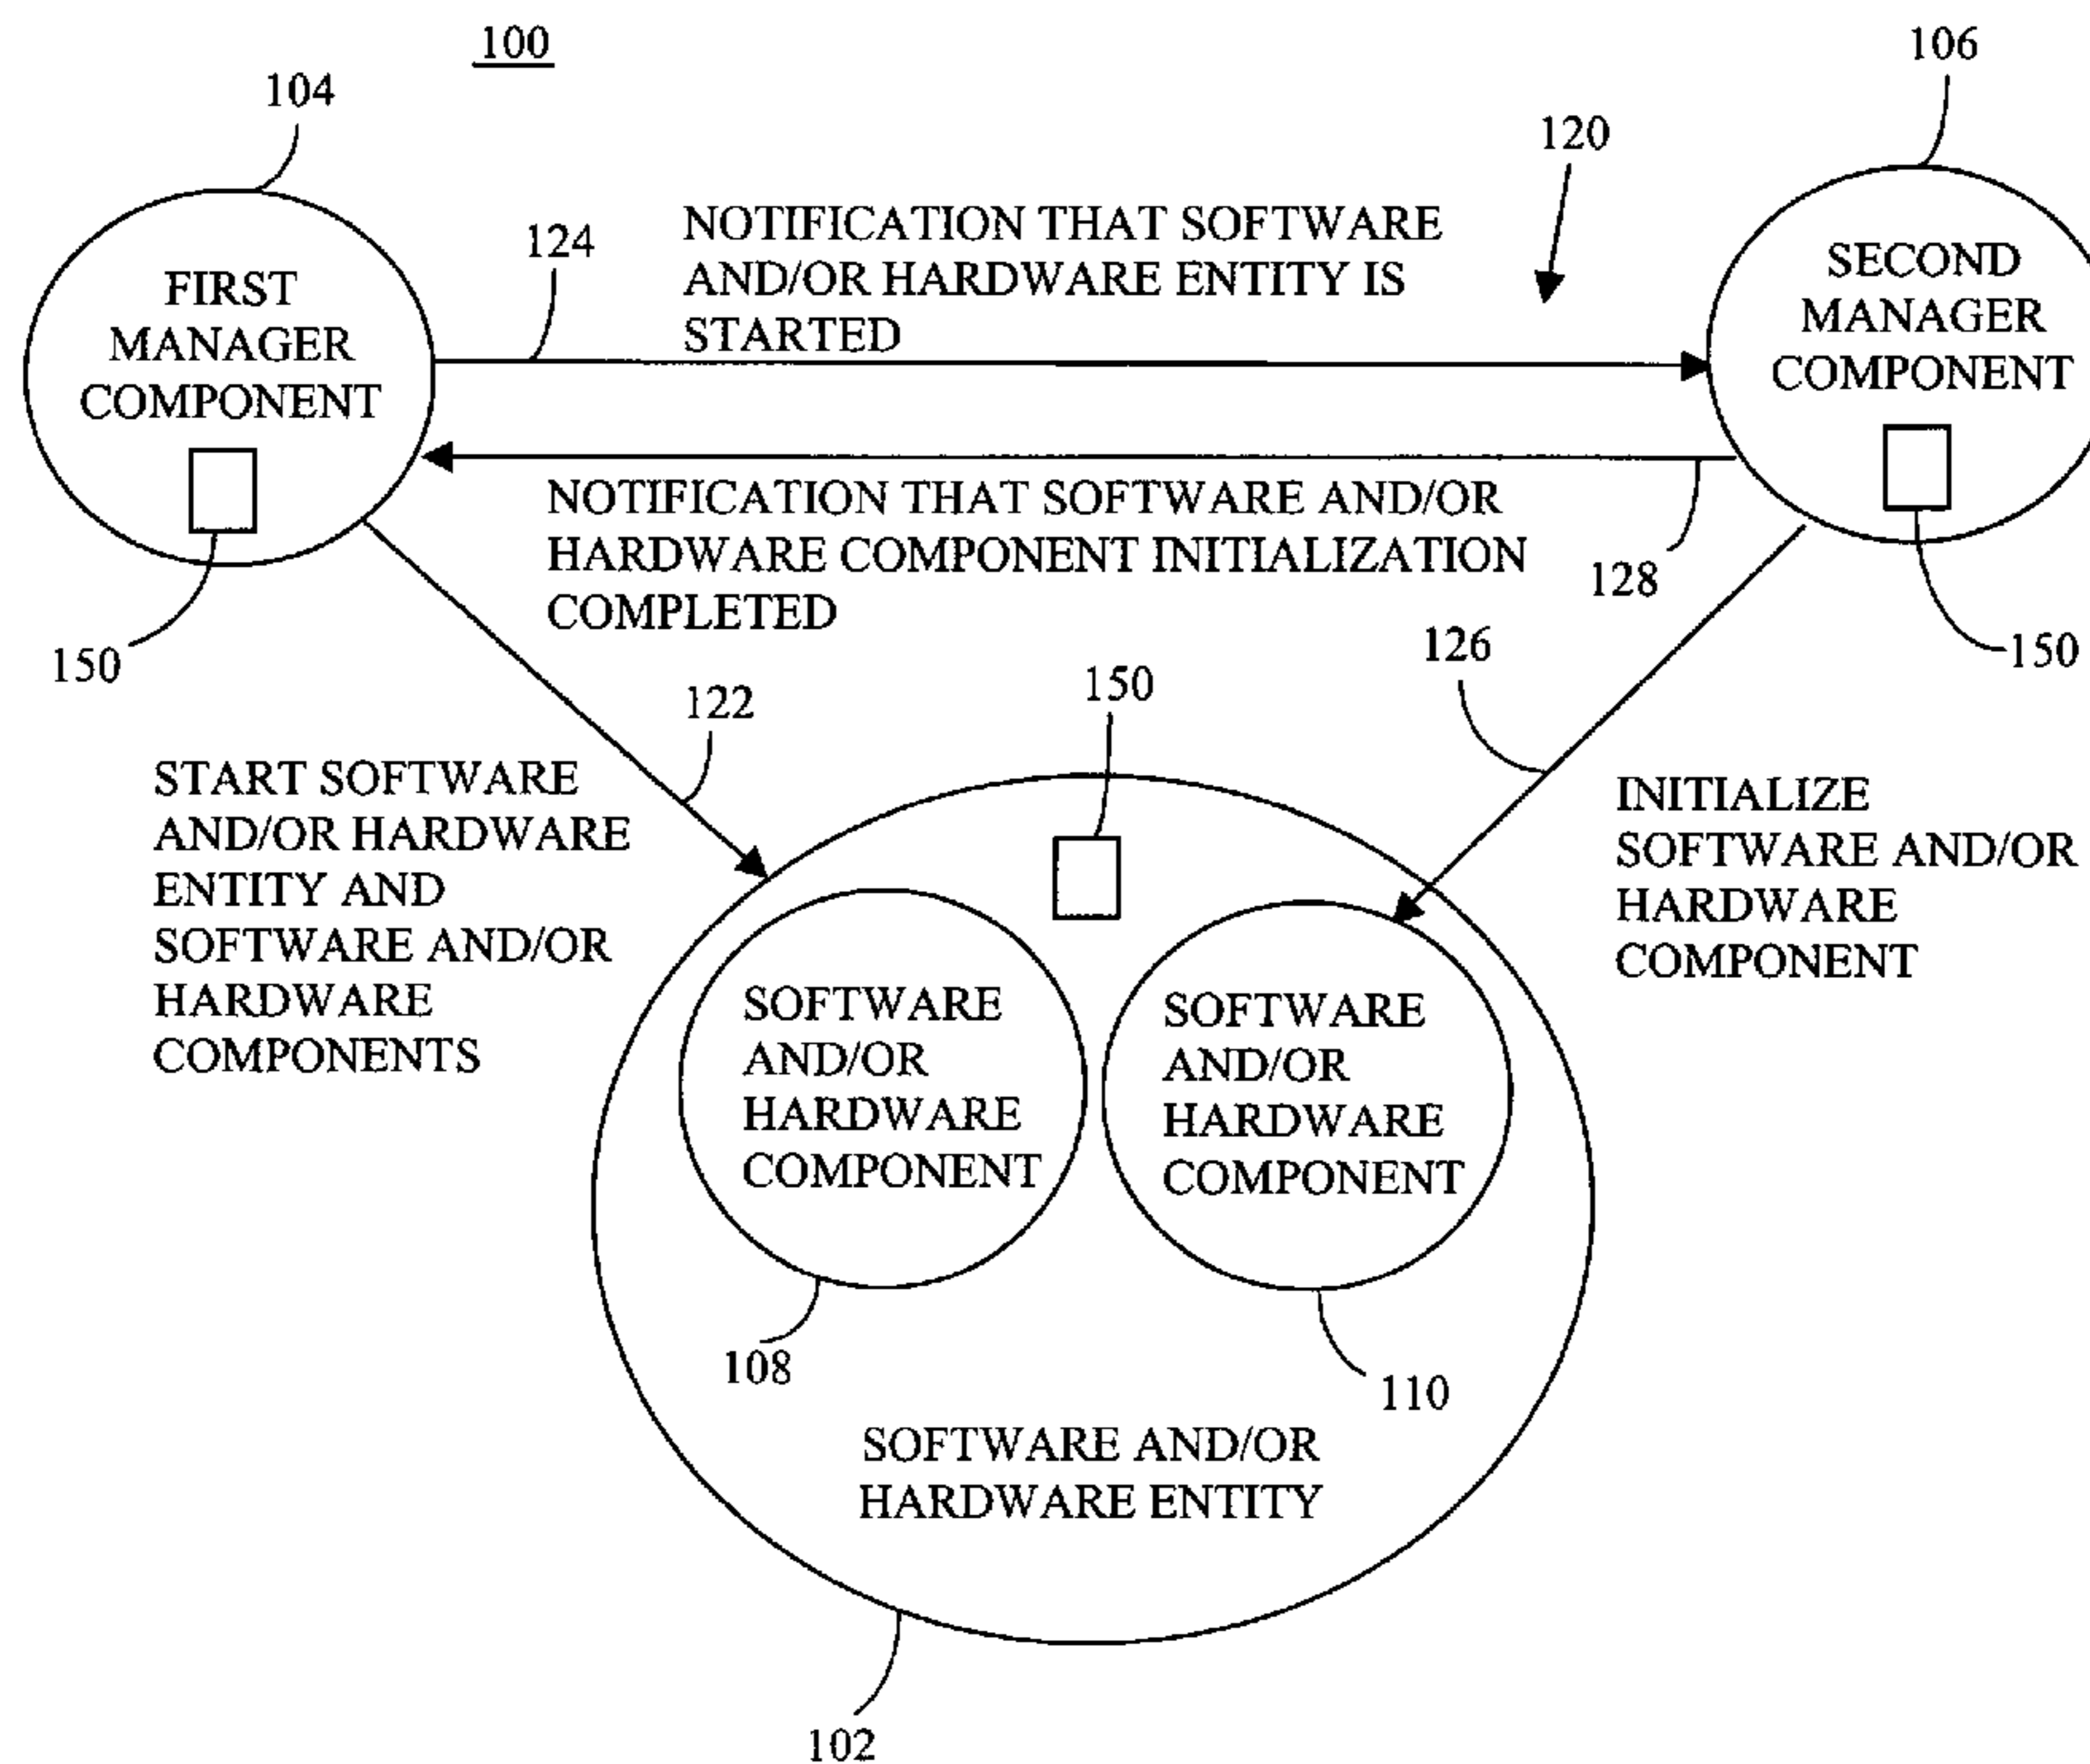 100
104
106
120
124
NOTIFICATION THAT SOFTWARE
AND/OR HARDWARE ENTITY IS
STARTED
FIRST
MANAGER
COMPONENT
SECOND
MANAGER
COMPONENT
NOTIFICATION THAT SOFTWARE AND/OR
HARDWARE COMPONENT INITIALIZATION
COMPLETED
128
150
150
150
126
122
START SOFTWARE
AND/OR HARDWARE
ENTITY AND
SOFTWARE AND/OR
HARDWARE
COMPONENTS
INITIALIZE
SOFTWARE AND/OR
HARDWARE
COMPONENT
SOFTWARE
AND/OR
HARDWARE
COMPONENT
SOFTWARE
AND/OR
HARDWARE
COMPONENT
108
110
SOFTWARE AND/OR
HARDWARE ENTITY
102